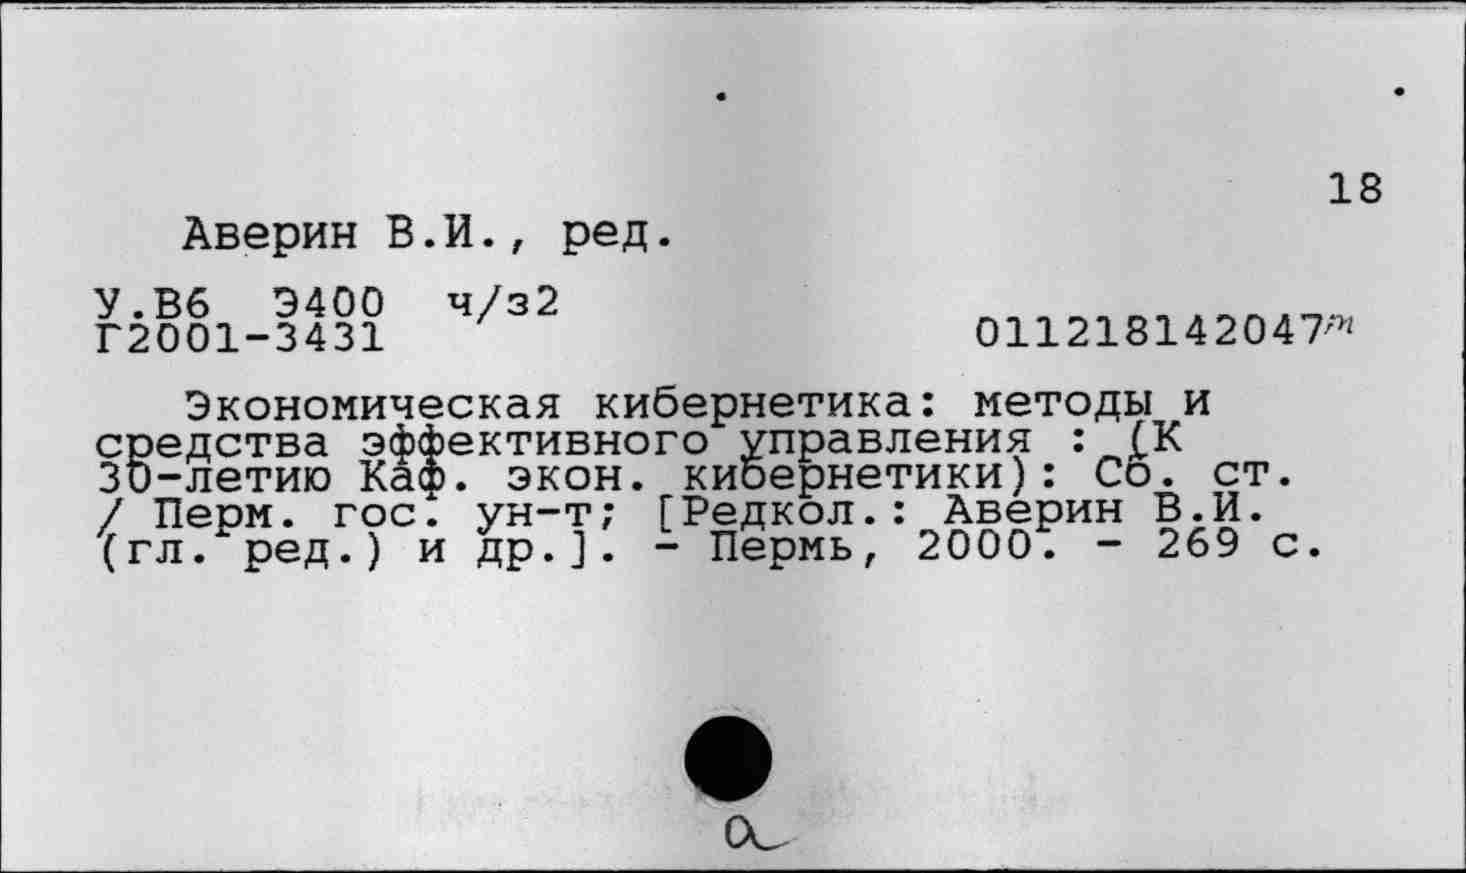 18
Аверин В.И., ред.
У.В6 Э400 ч/з2
Г2001-3431 011218142047m
Экономическая кибернетика: методы и
средства эффективного управления : (К
30-летию Каф. экон. кибернетики): Сб. ст.
/ Перм. гос. ун-т; [Редкол.: Аверин В.И.
(гл. ред.) и др.]. - Пермь, 2000. - 269 с.
а